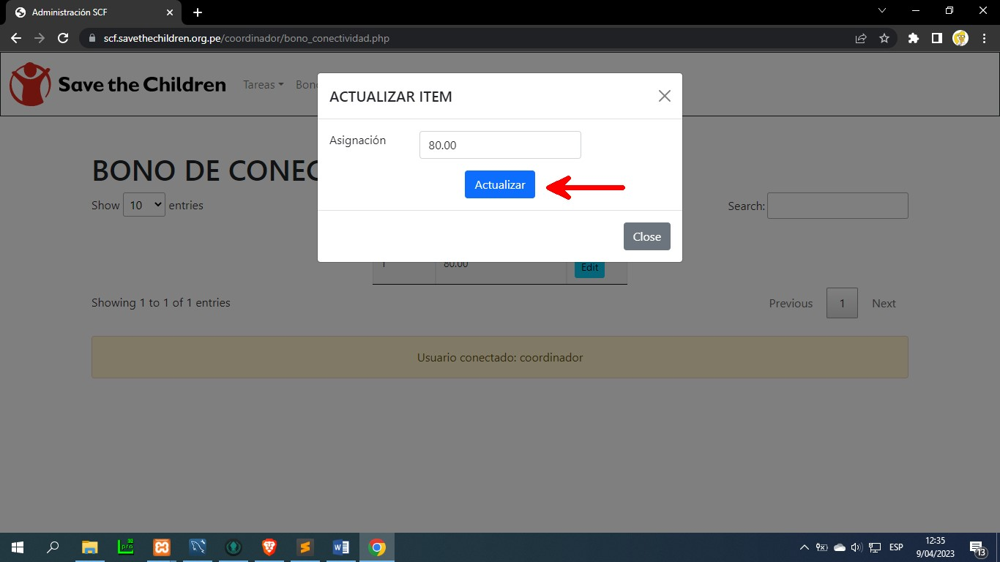 Administración SCF
scf.savethechildren.org.pe/coordinador/bono_conectividad.php
Save the Children
Tareas
ACTUALIZAR ITEM
Asignación
80.00
Actualizar
BONO DE CONEC
Show 10 entries
Search:
Close
1 80.00 Edit
Showing 1 to 1 of 1 entries
Previous 1 Next
Usuario conectado: coordinador
ESP
12:35
9/04/2023
13